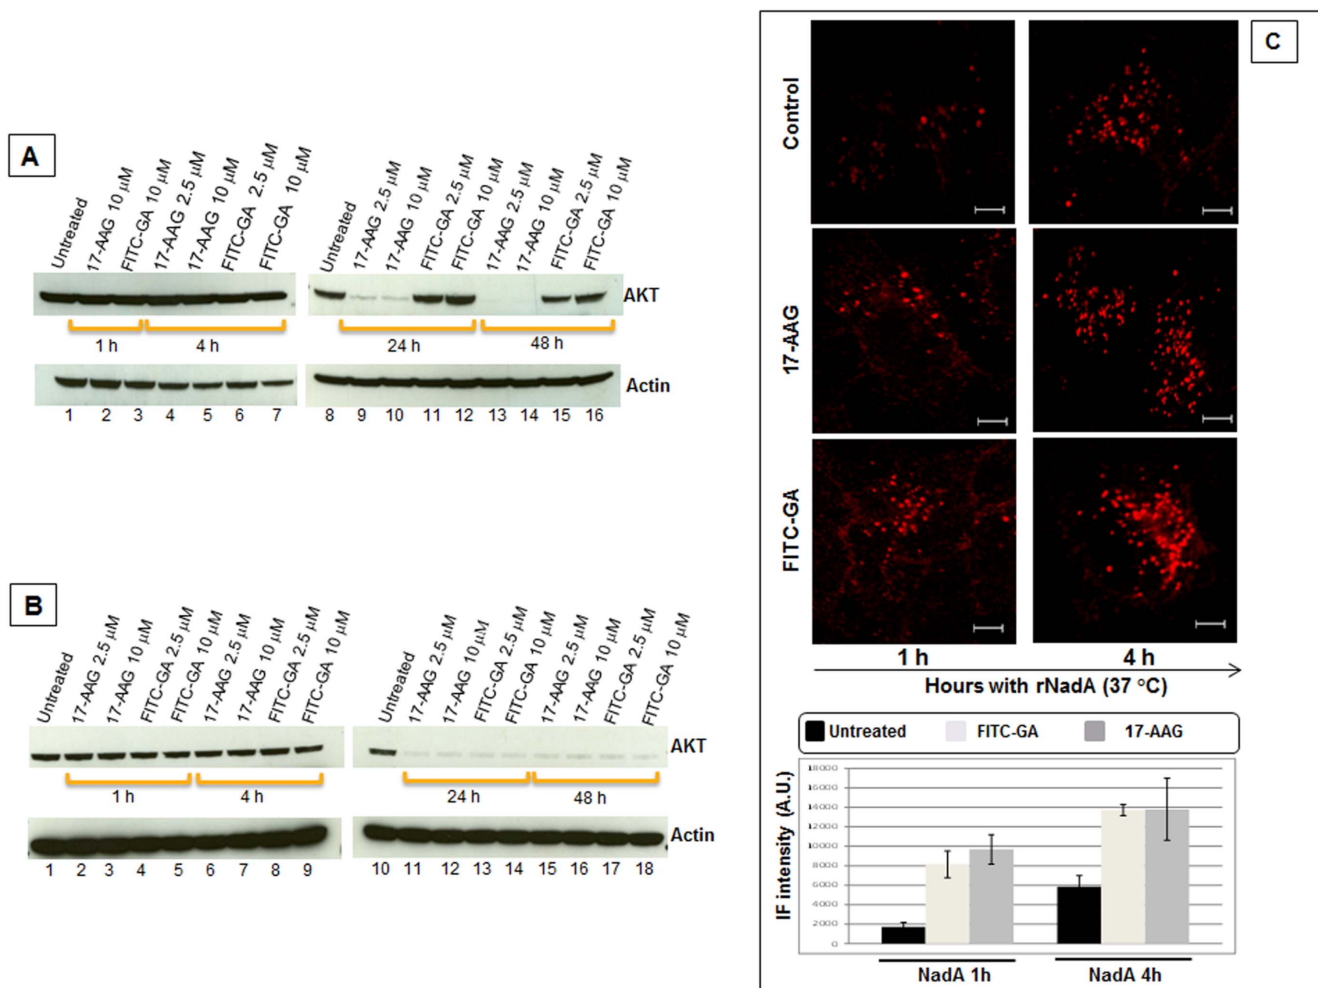 A
Untreated
17-AAG 10 μM
FITC-GA 10 μM
17-AAG 2.5 μM
17-AAG 10 μM
FITC-GA 2.5 μM
FITC-GA 10 μM
Untreated
17-AAG 2.5 μM
17-AAG 10 μM
FITC-GA 2.5 μM
FITC-GA 10 μM
17-AAG 2.5 μM
17-AAG 10 μM
FITC-GA 2.5 μM
FITC-GA 10 μM
AKT
1 h 4 h 24 h 48 h
Actin
1 2 3 4 5 6 7 8 9 10 11 12 13 14 15 16
B
Untreated
17-AAG 2.5 μM
17-AAG 10 μM
FITC-GA 2.5 μM
FITC-GA 10 μM
17-AAG 2.5 μM
17-AAG 10 μM
FITC-GA 2.5 μM
FITC-GA 10 μM
Untreated
17-AAG 2.5 μM
17-AAG 10 μM
FITC-GA 2.5 μM
FITC-GA 10 μM
17-AAG 2.5 μM
17-AAG 10 μM
FITC-GA 2.5 μM
FITC-GA 10 μM
AKT
1 h 4 h 24 h 48 h
Actin
1 2 3 4 5 6 7 8 9 10 11 12 13 14 15 16 17 18
C
Control
17-AAG
FITC-GA
1 h 4 h
Hours with rNadA (37 °C)
Untreated FITC-GA 17-AAG
IF intensity (A.U.)
18000
16000
14000
12000
10000
8000
6000
4000
2000
0
NadA 1h NadA 4h